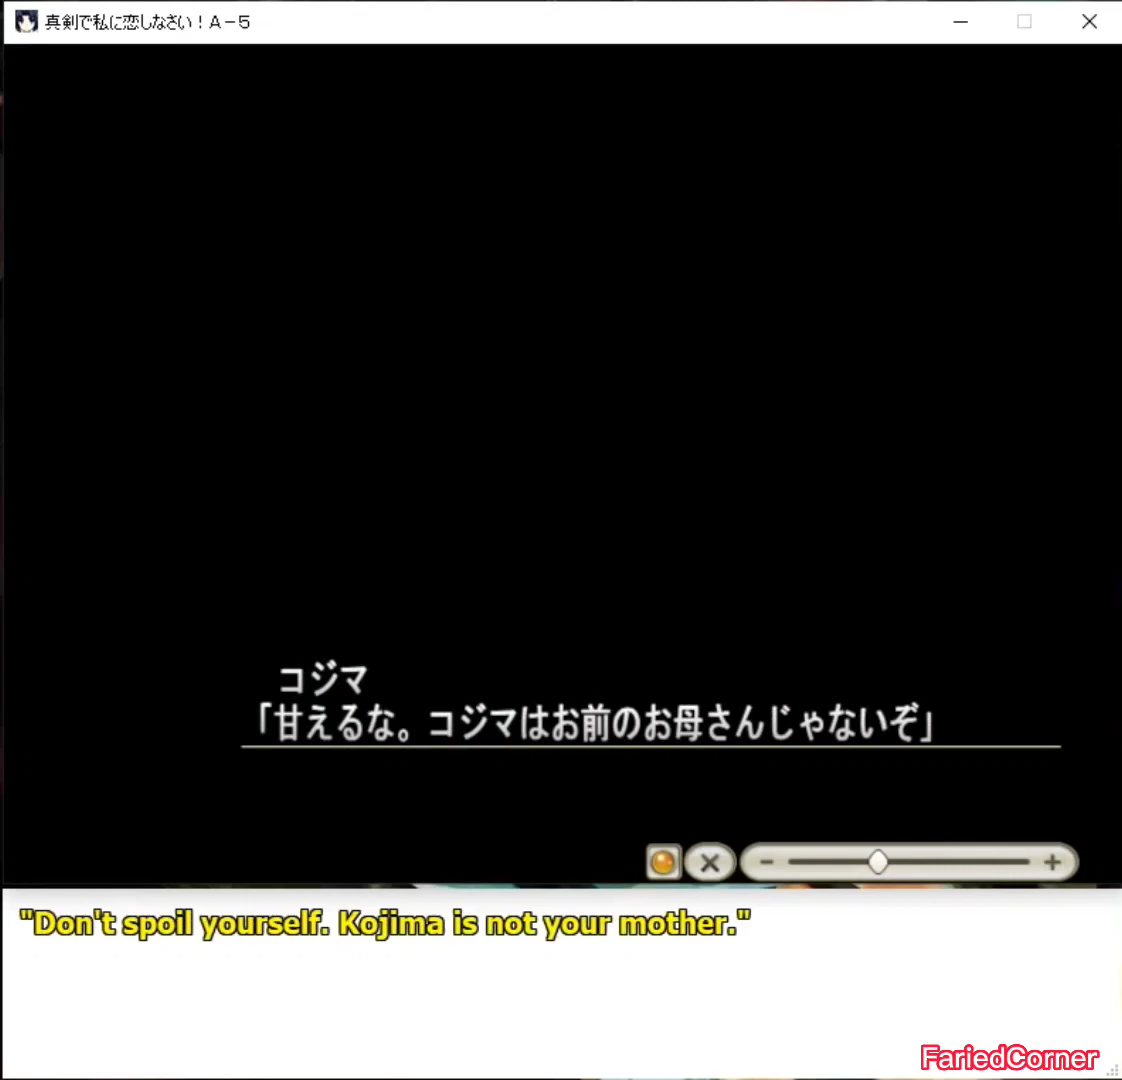 真剣で私に恋しなさい！Ａ－５
コジマ
「甘えるな。コジマはお前のお母さんじゃないぞ」
"Don't spoil yourself. Kojima is not your mother."
FariedCorner